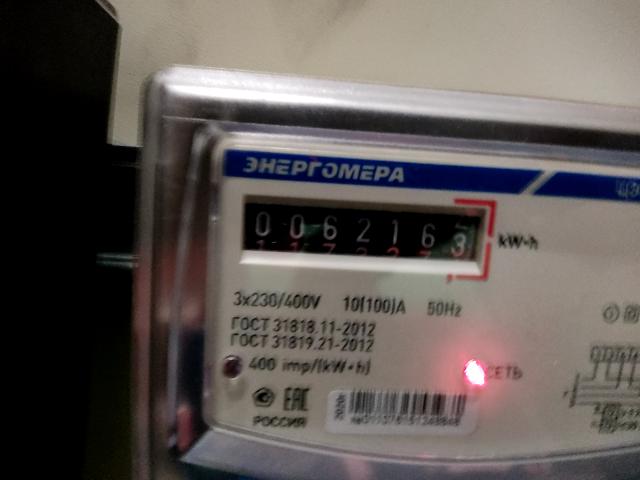 ЭНЕРГОМЕРА
0062163
kW·h
3x230/400V 10(100)A 50Hz
ГОСТ 31818.11-2012
ГОСТ 31819.21-2012
400 imp/(kW·h)
СЕТЬ
ЕАС
РОССИЯ